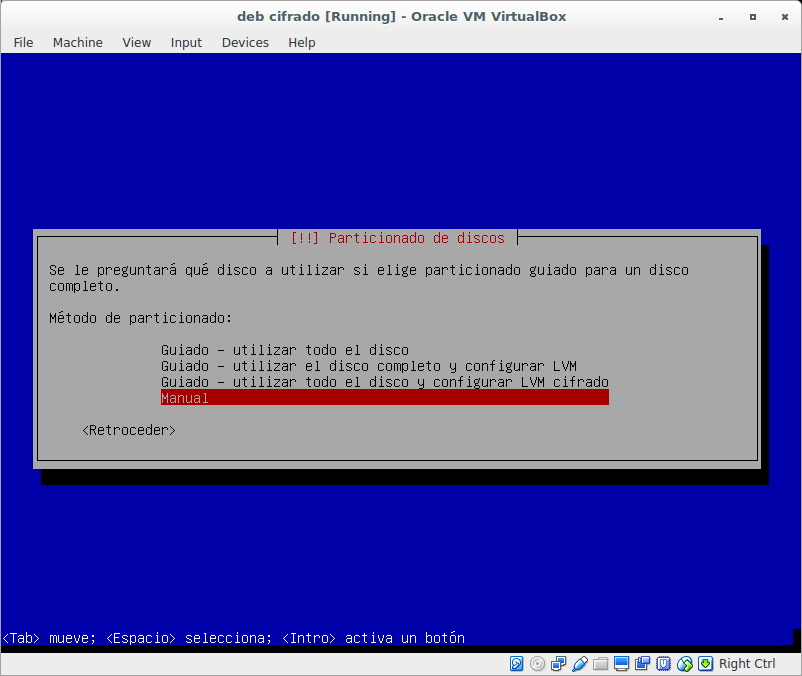 deb cifrado [Running] - Oracle VM VirtualBox
File Machine View Input Devices Help
[!!] Particionado de discos
Se le preguntará qué disco a utilizar si elige particionado guiado para un disco
completo.
Método de particionado:
Guiado - utilizar todo el disco
Guiado - utilizar el disco completo y configurar LVM
Guiado - utilizar todo el disco y configurar LVM cifrado
Manual
<Retroceder>
<Tab> mueve; <Espacio> selecciona; <Intro> activa un botón
Right Ctrl